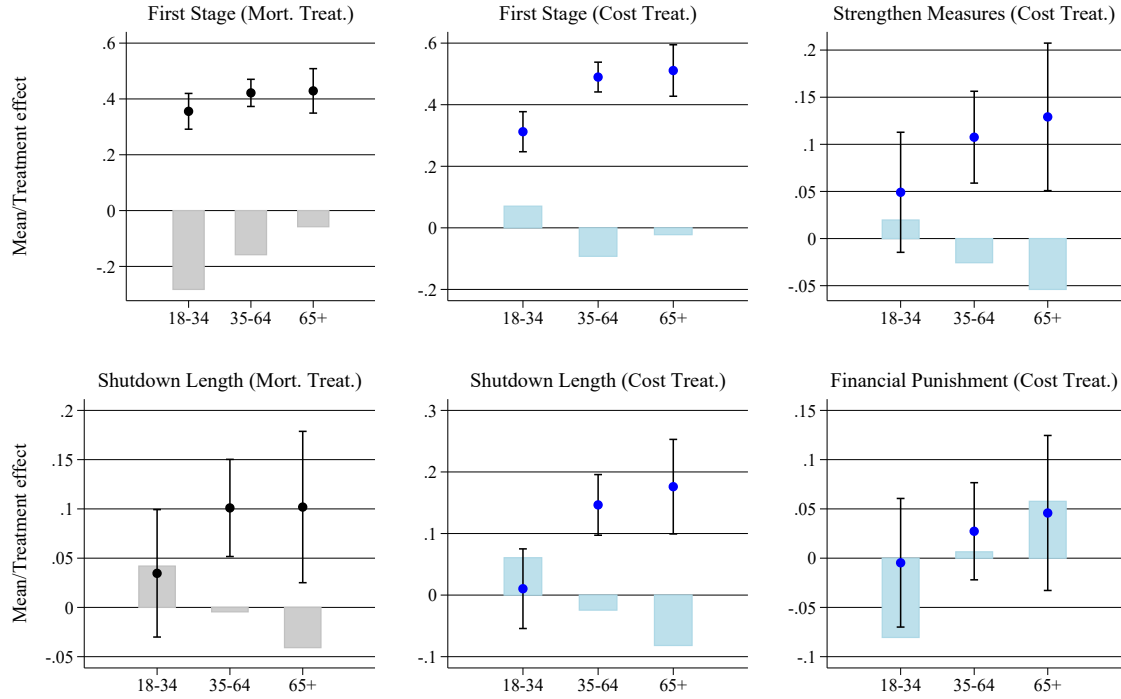 First Stage (Mort. Treat.)
First Stage (Cost Treat.)
Strengthen Measures (Cost Treat.)
Mean/Treatment effect
.6
.4
.2
0
-.2
18-34 35-64 65+
.6
.4
.2
0
-.2
18-34 35-64 65+
.2
.15
.1
.05
0
-.05
18-34 35-64 65+
Shutdown Length (Mort. Treat.)
Shutdown Length (Cost Treat.)
Financial Punishment (Cost Treat.)
Mean/Treatment effect
.2
.15
.1
.05
0
-.05
18-34 35-64 65+
.3
.2
.1
0
-.1
18-34 35-64 65+
.15
.1
.05
0
-.05
-.1
18-34 35-64 65+